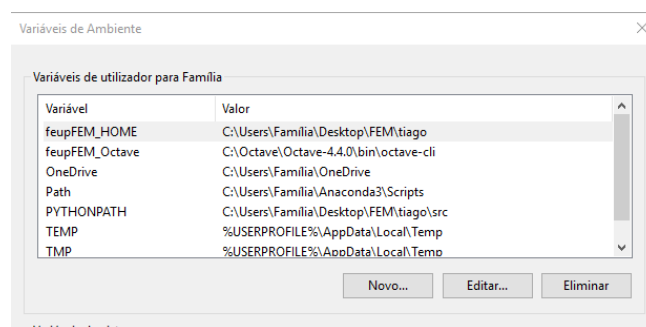 Variáveis de Ambiente
Variáveis de utilizador para Família
Variável Valor
feupFEM_HOME C:\Users\Família\Desktop\FEM\tiago
feupFEM_Octave C:\Octave\Octave-4.4.0\bin\octave-cli
OneDrive C:\Users\Família\OneDrive
Path C:\Users\Família\Anaconda3\Scripts
PYTHONPATH C:\Users\Família\Desktop\FEM\tiago\src
TEMP %USERPROFILE%\AppData\Local\Temp
TMP %USERPROFILE%\AppData\Local\Temp
Novo... Editar... Eliminar